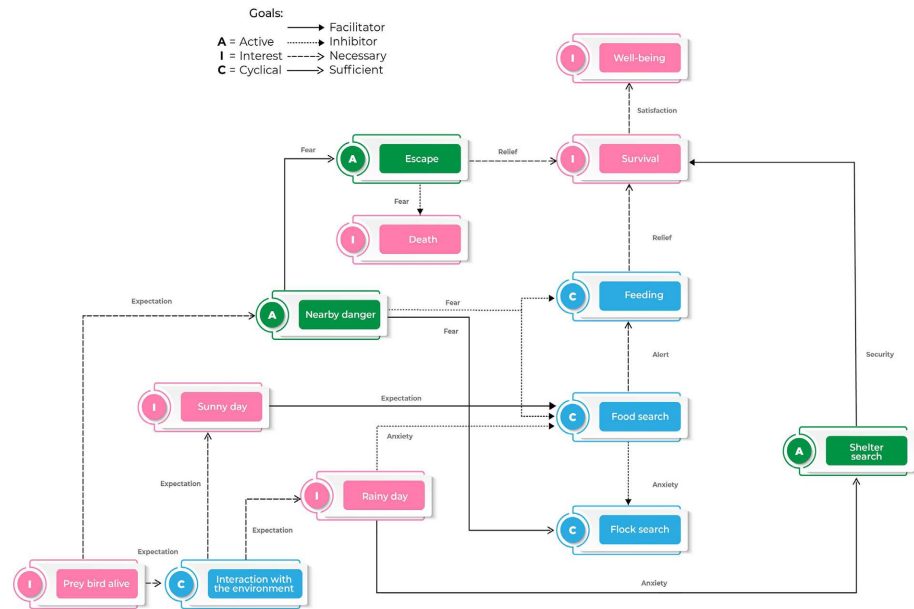 Goals:
A = Active
I = Interest
C = Cyclical
Facilitator
Inhibitor
Necessary
Sufficient
I
Well-being
Satisfaction
Fear
A
Escape
Relief
I
Survival
Fear
I
Death
Relief
Expectation
A
Nearby danger
Fear
Fear
C
Feeding
Security
Alert
I
Sunny day
Expectation
C
Food search
Anxiety
A
Shelter
search
Expectation
I
Rainy day
Anxiety
Expectation
C
Flock search
Expectation
I
Prey bird alive
C
Interaction with
the environment
Anxiety